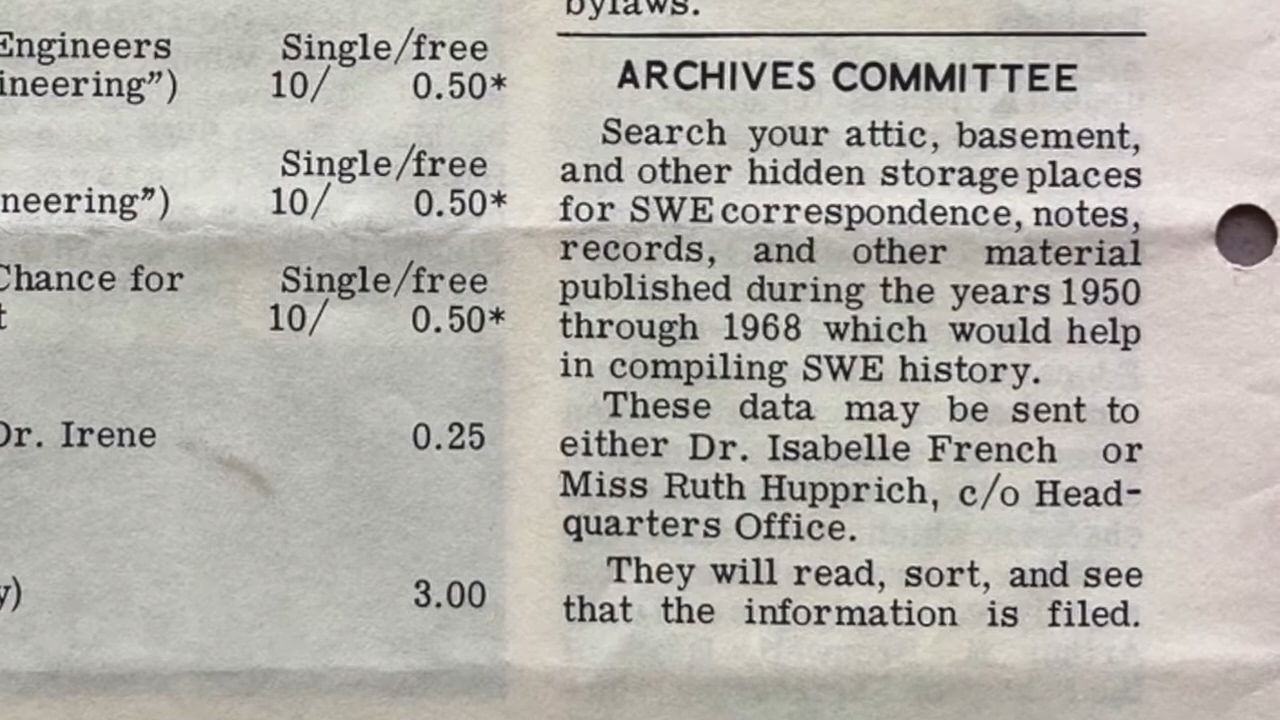 Engineers Single/free
ineering”) 10/ 0.50*
Single/free
neering”) 10/ 0.50*
Chance for Single/free
t 10/ 0.50*
Dr. Irene 0.25
y) 3.00
bylaws.
ARCHIVES COMMITTEE
Search your attic, basement,
and other hidden storage places
for SWE correspondence, notes,
records, and other material
published during the years 1950
through 1968 which would help
in compiling SWE history.
These data may be sent to
either Dr. Isabelle French or
Miss Ruth Hupprich, c/o Head-
quarters Office.
They will read, sort, and see
that the information is filed.